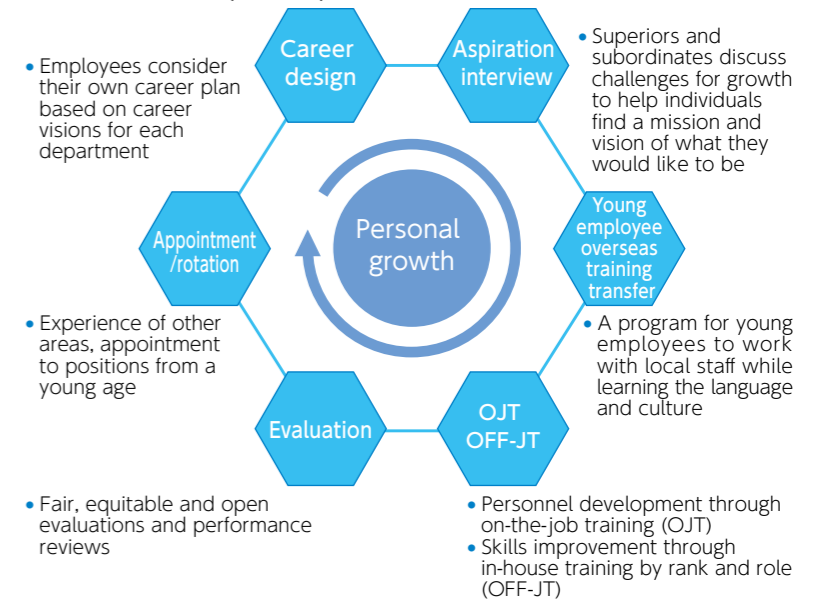 Career
design
• Employees consider
their own career plan
based on career
visions for each
department
Aspiration
interview
• Superiors and
subordinates discuss
challenges for growth
to help individuals
find a mission and
vision of what they
would like to be
Young
employee
overseas
training
transfer
• A program for young
employees to work
with local staff while
learning the language
and culture
OJT
OFF-JT
• Personnel development through
on-the-job training (OJT)
• Skills improvement through
in-house training by rank and role
(OFF-JT)
Evaluation
• Fair, equitable and open
evaluations and performance
reviews
Appointment
/rotation
• Experience of other
areas, appointment
to positions from a
young age
Personal
growth